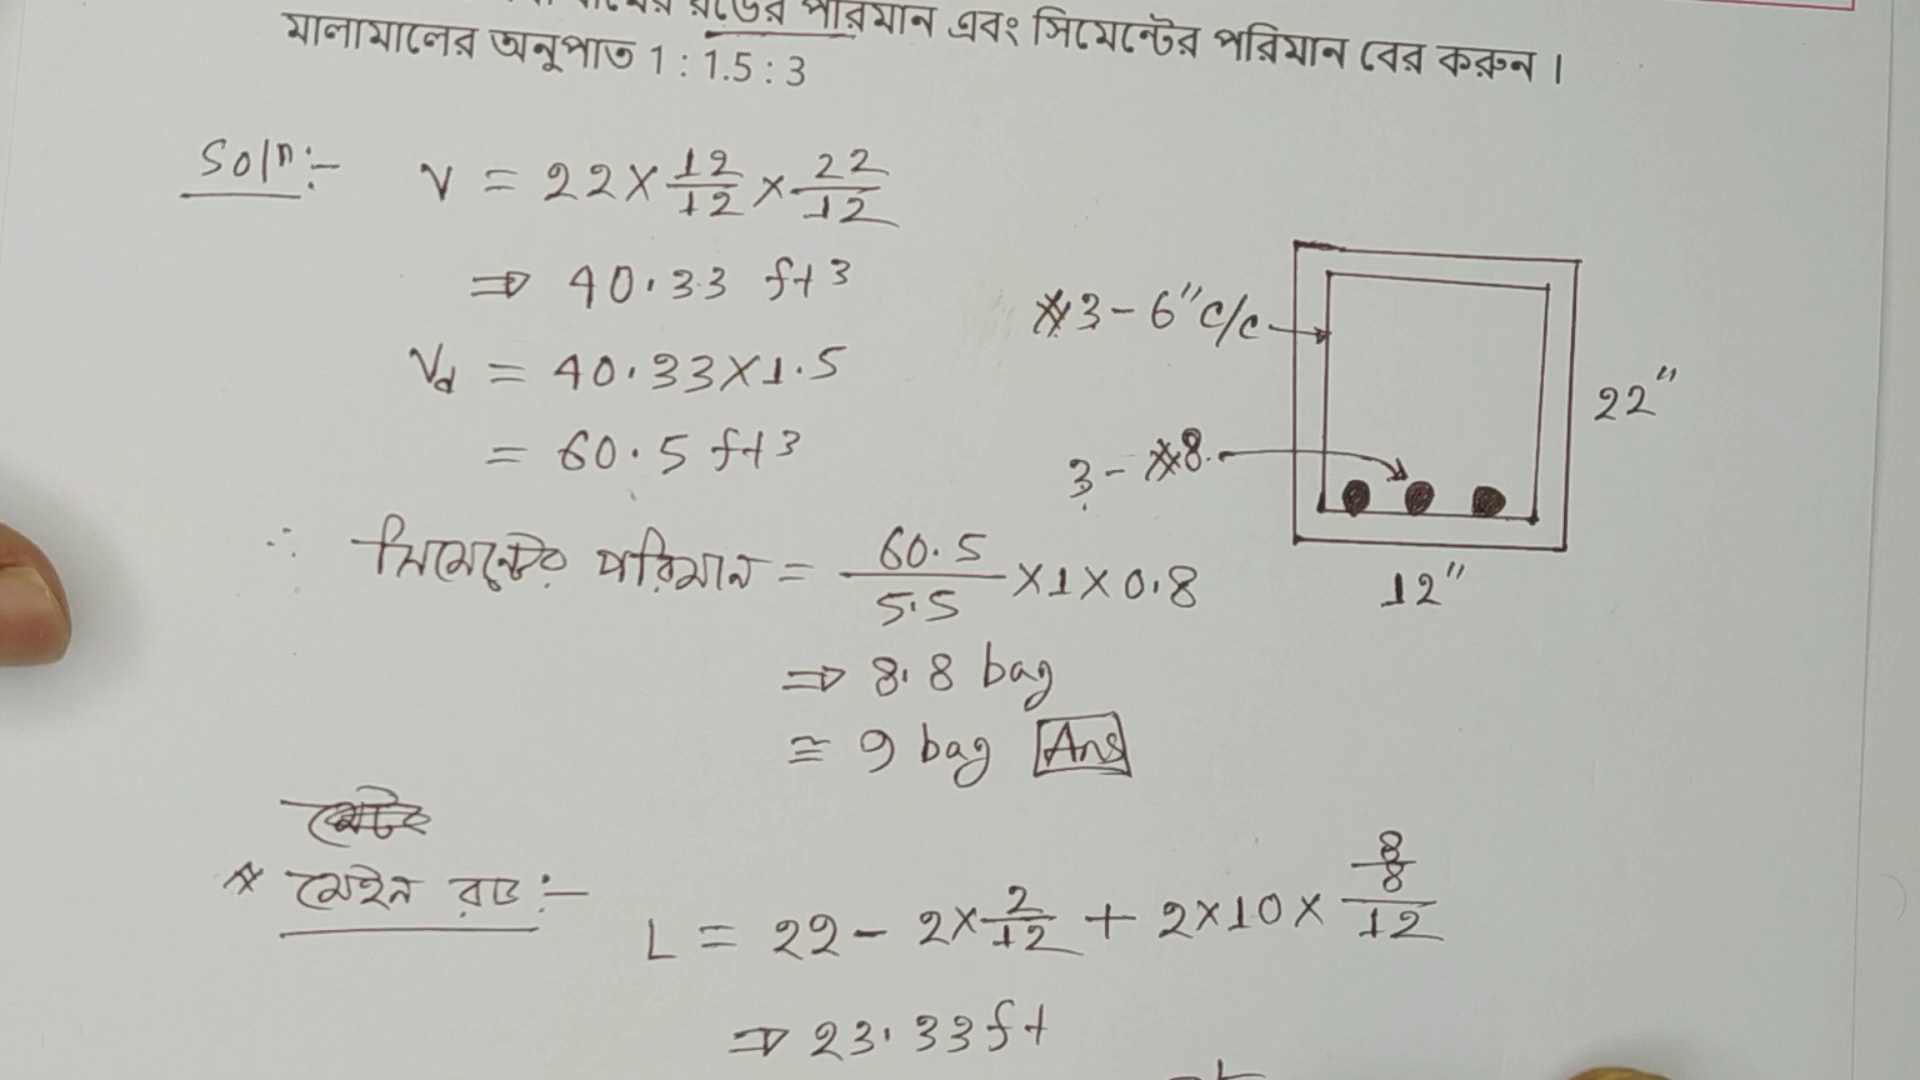 রডের পরিমান এবং সিমেন্টের পরিমান বের করুন ।
মালামালের অনুপাত 1 : 1.5 : 3
Solⁿ:- V = 22 × 12/12 × 22/12
⇒ 40.33 ft3
Vd = 40.33×1.5
= 60.5 ft3
#3 - 6" c/c
3 - #8
22"
12"
∴ সিমেন্টের পরিমান = 60.5/5.5 ×1×0.8
⇒ 8.8 bag
≅ 9 bag Ans
* মেইন রড :-
L = 22 - 2×2/12 + 2×10× 8/8/12
⇒ 23.33 ft